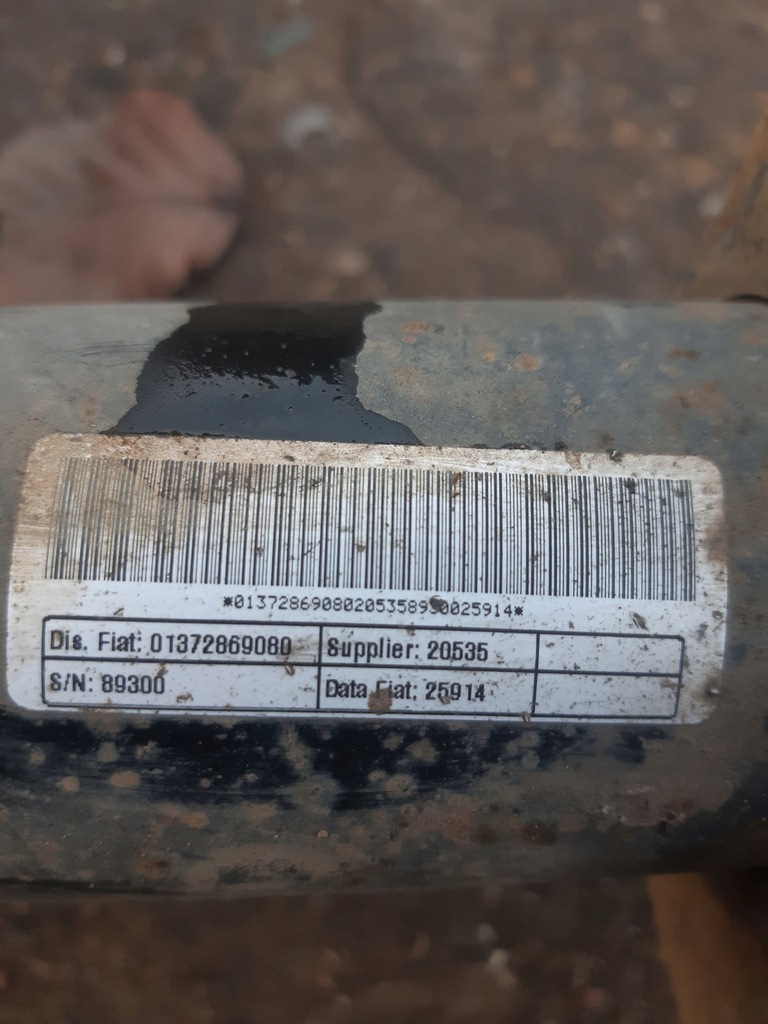 *01372869080205358930025914*
Dis. Fiat: 01372869080 Supplier: 20535
S/N: 89300 Data Fiat: 25914